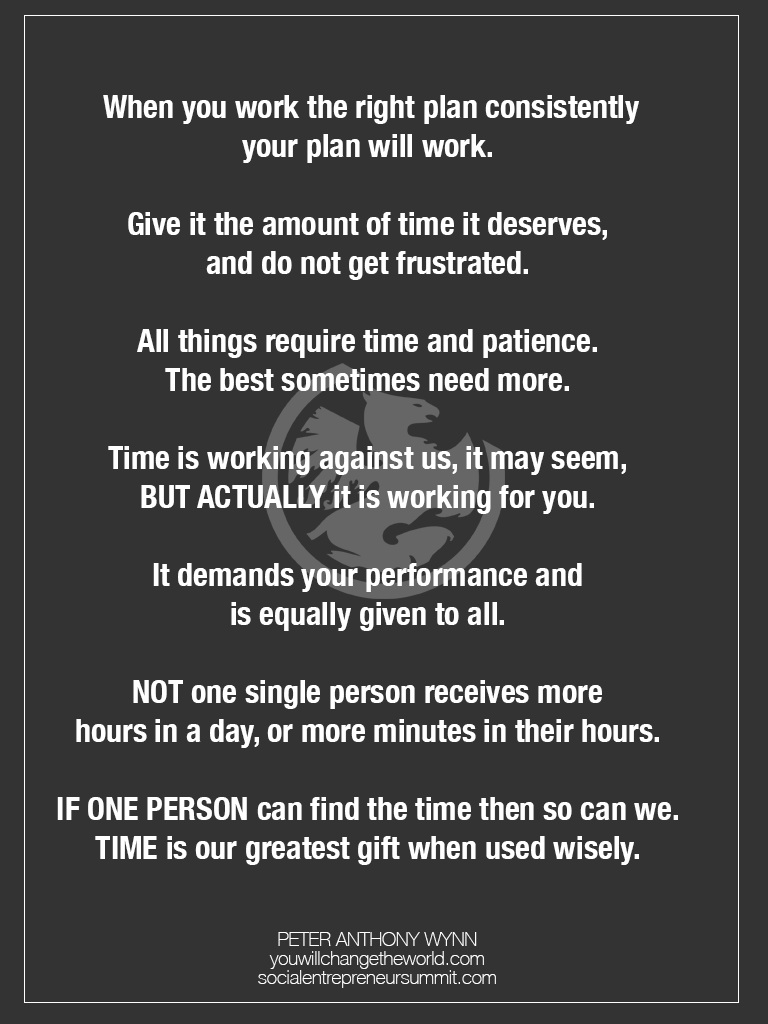 When you work the right plan consistently
your plan will work.
Give it the amount of time it deserves,
and do not get frustrated.
All things require time and patience.
The best sometimes need more.
Time is working against us, it may seem,
BUT ACTUALLY it is working for you.
It demands your performance and
is equally given to all.
NOT one single person receives more
hours in a day, or more minutes in their hours.
IF ONE PERSON can find the time then so can we.
TIME is our greatest gift when used wisely.
PETER ANTHONY WYNN
youwillchangetheworld.com
socialentrepreneursummit.com